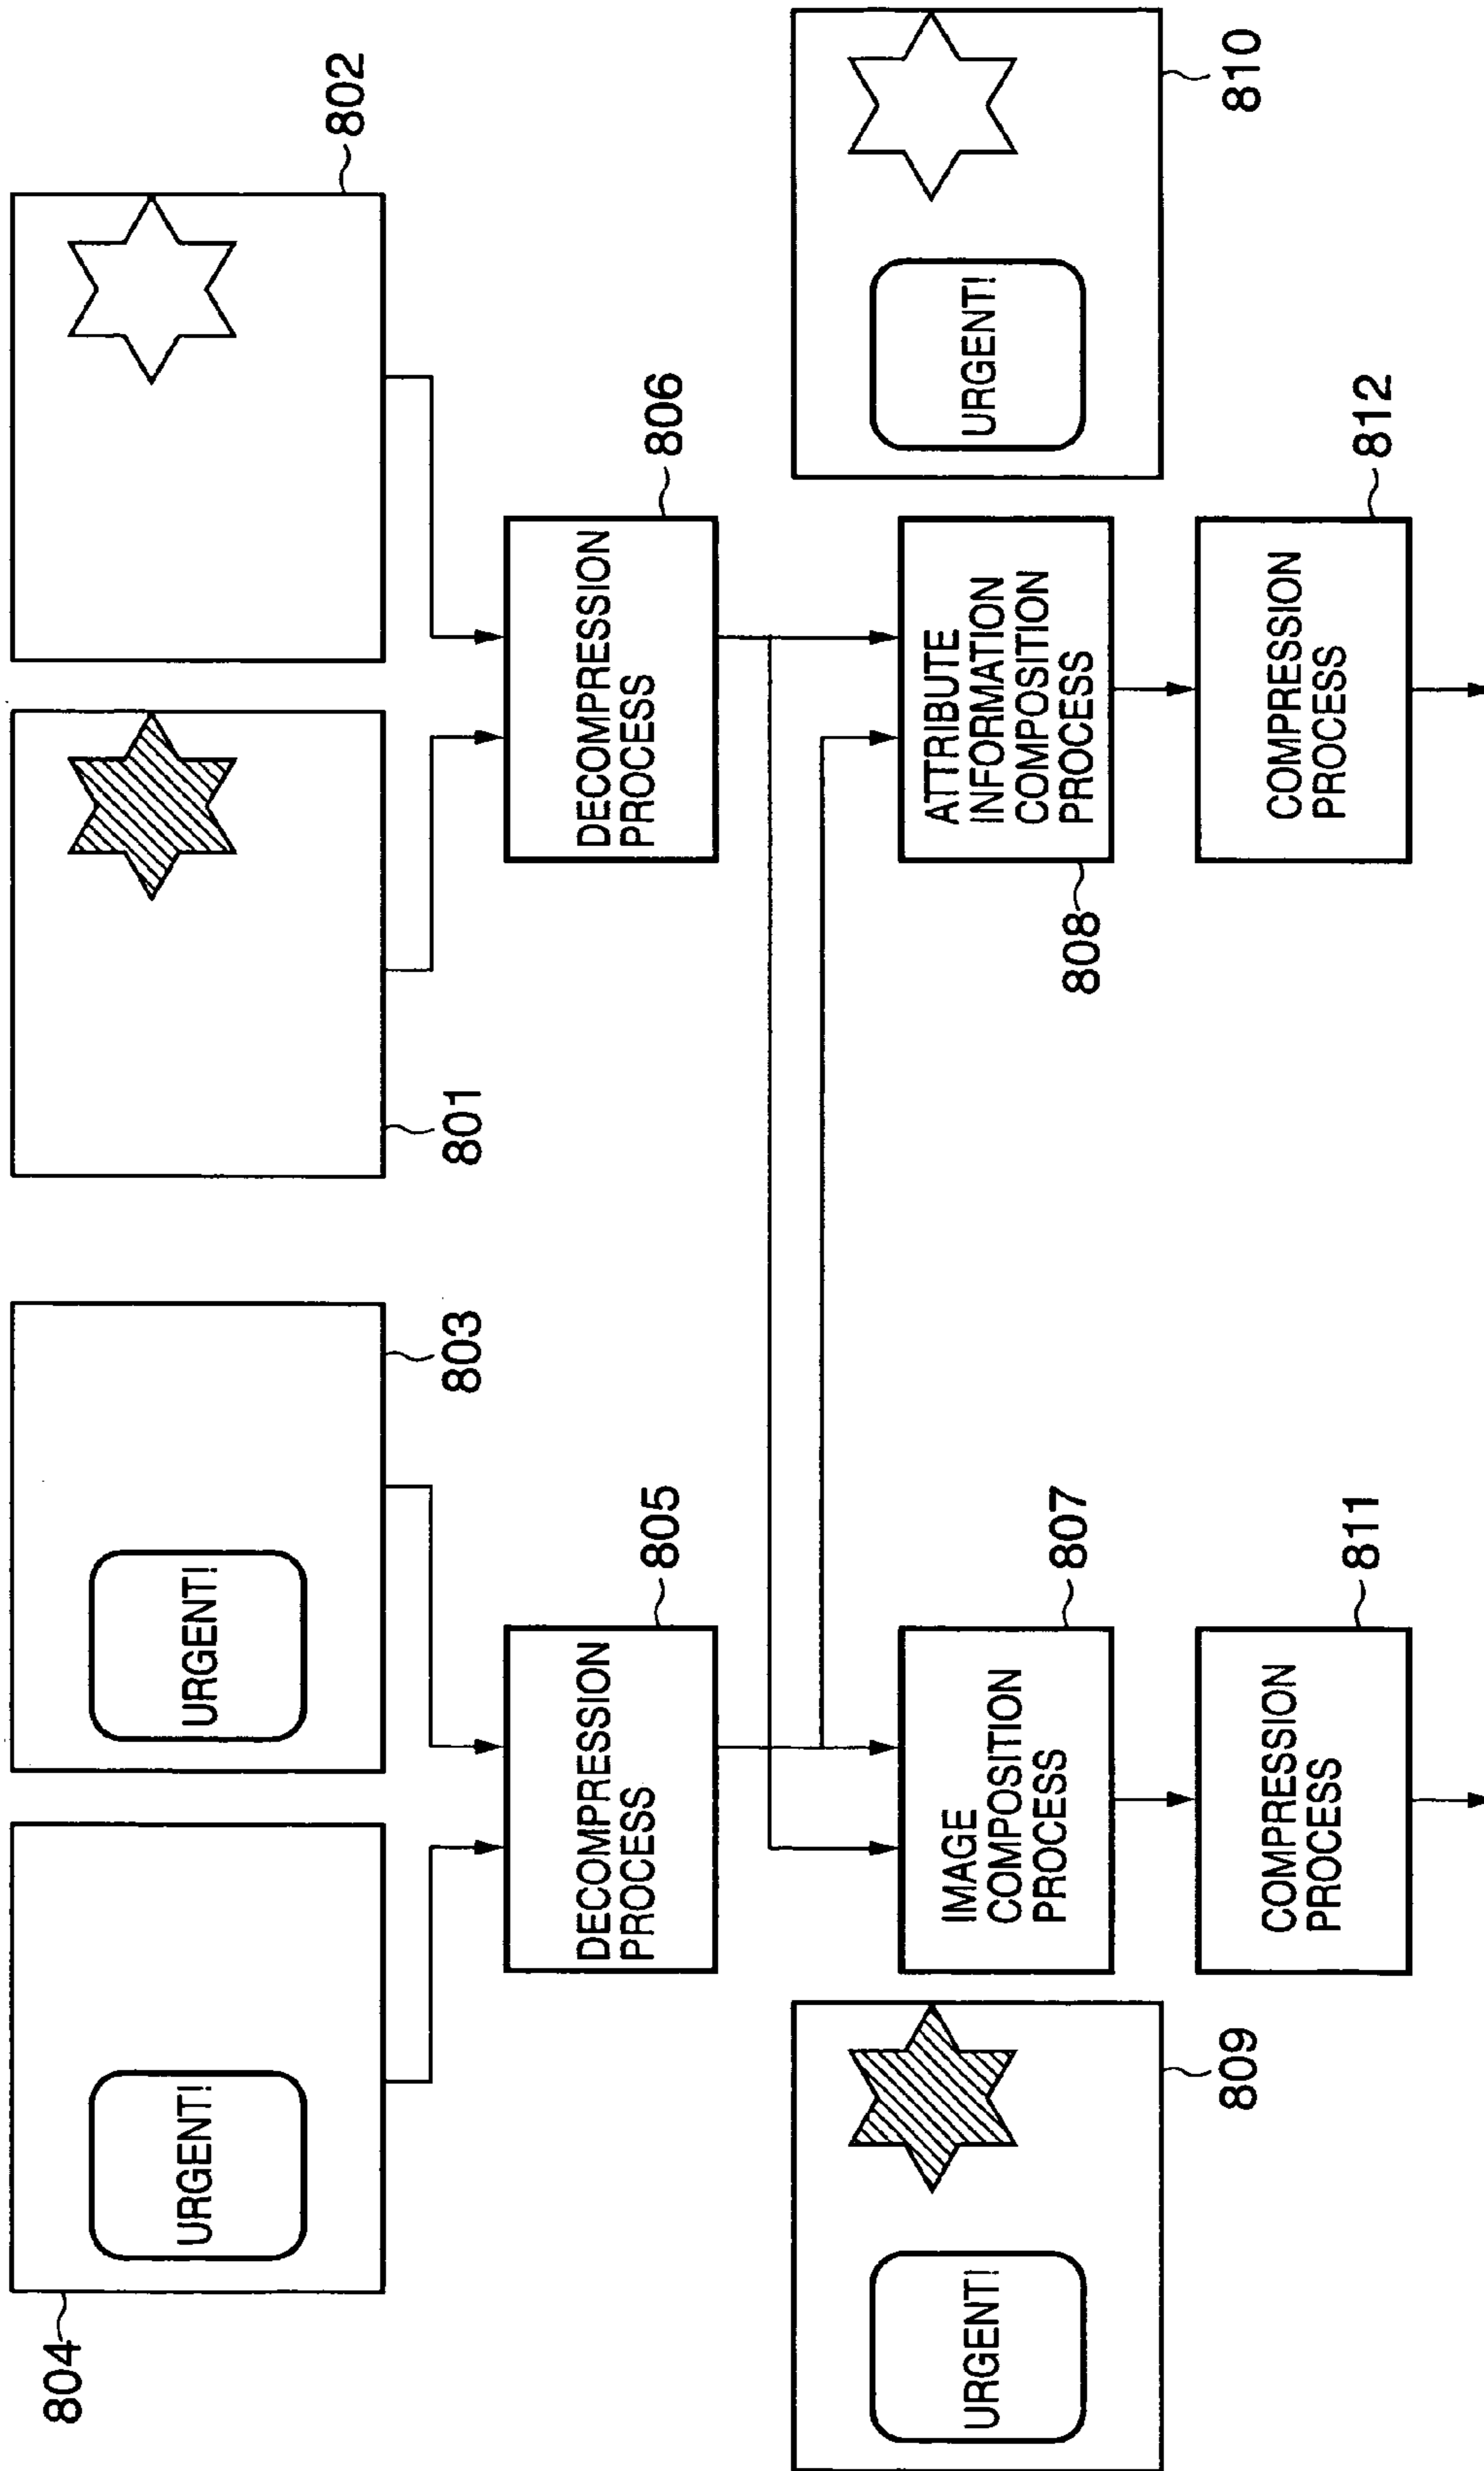 804
URGENT!
URGENT!
803
801
802
DECOMPRESSION
PROCESS
805
DECOMPRESSION
PROCESS
806
URGENT!
809
IMAGE
COMPOSITION
PROCESS
807
ATTRIBUTE
INFORMATION
COMPOSITION
PROCESS
808
URGENT!
810
COMPRESSION
PROCESS
811
COMPRESSION
PROCESS
812